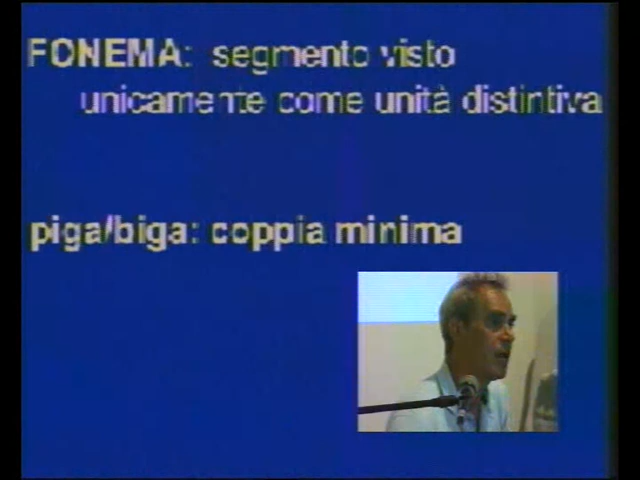 FONEMA: segmento visto
unicamente come unità distintiva
piga/biga: coppia minima